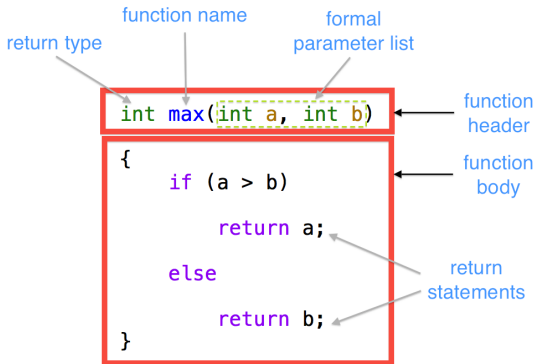 function name
formal
parameter list
return type
int max(int a, int b)
function
header
{
function
body
if (a > b)
return a;
else
return
statements
return b;
}